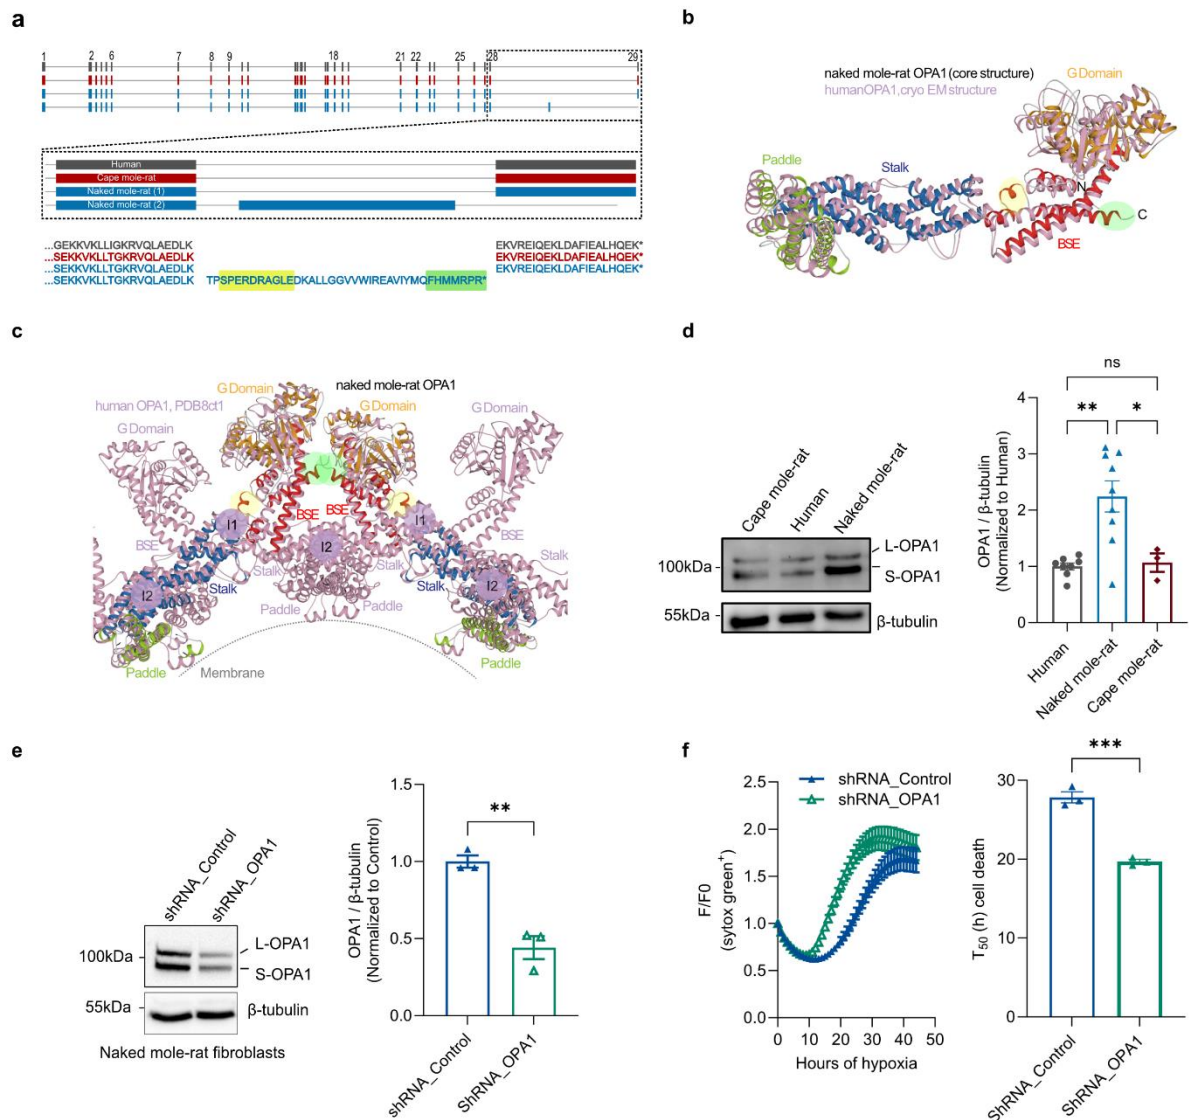 a
1 2 6 7 8 9 18 21 22 25 28 29
Human
Cape mole-rat
Naked mole-rat (1)
Naked mole-rat (2)
...GEKKVKLLIGKRVQLAEDLK EKVREIQEKLDAFIEALHQEK*
...SEKKVKLLTGKRVQLAEDLK EKVREIQEKLDAFIEALHQEK*
...SEKKVKLLTGKRVQLAEDLK EKVREIQEKLDAFIEALHQEK*
...SEKKVKLLTGKRVQLAEDLK TPSPERDRAGLEDKALLGGVVWIREAVIYMQFHMMRPR*
b
naked mole-rat OPA1 (core structure)
humanOPA1,cryo EM structure
G Domain
Paddle
Stalk
N
C
BSE
c
G Domain
naked mole-rat OPA1
human OPA1, PDB8ct1
G Domain
G Domain
G Domain
I1
BSE
BSE
I1
BSE
I2
BSE
Stalk
Stalk
Stalk
I2
Stalk
Stalk
I2
Paddle
Paddle
Paddle
Membrane
Paddle
d
Cape mole-rat
Human
Naked mole-rat
100kDa
L-OPA1
S-OPA1
55kDa
β-tubulin
OPA1 / β-tubulin
(Normalized to Human)
4
3
2
1
0
ns
**
*
Human
Naked mole-rat
Cape mole-rat
e
shRNA_Control
shRNA_OPA1
100kDa
L-OPA1
S-OPA1
55kDa
β-tubulin
Naked mole-rat fibroblasts
OPA1 / β-tubulin
(Normalized to Control)
1.5
1.0
0.5
0.0
**
shRNA_Control
ShRNA_OPA1
f
shRNA_Control
shRNA_OPA1
F/F0
(sytox green+)
2.5
2.0
1.5
1.0
0.5
0.0
0 10 20 30 40 50
Hours of hypoxia
T50 (h) cell death
30
20
10
0
***
ShRNA_Control
ShRNA_OPA1